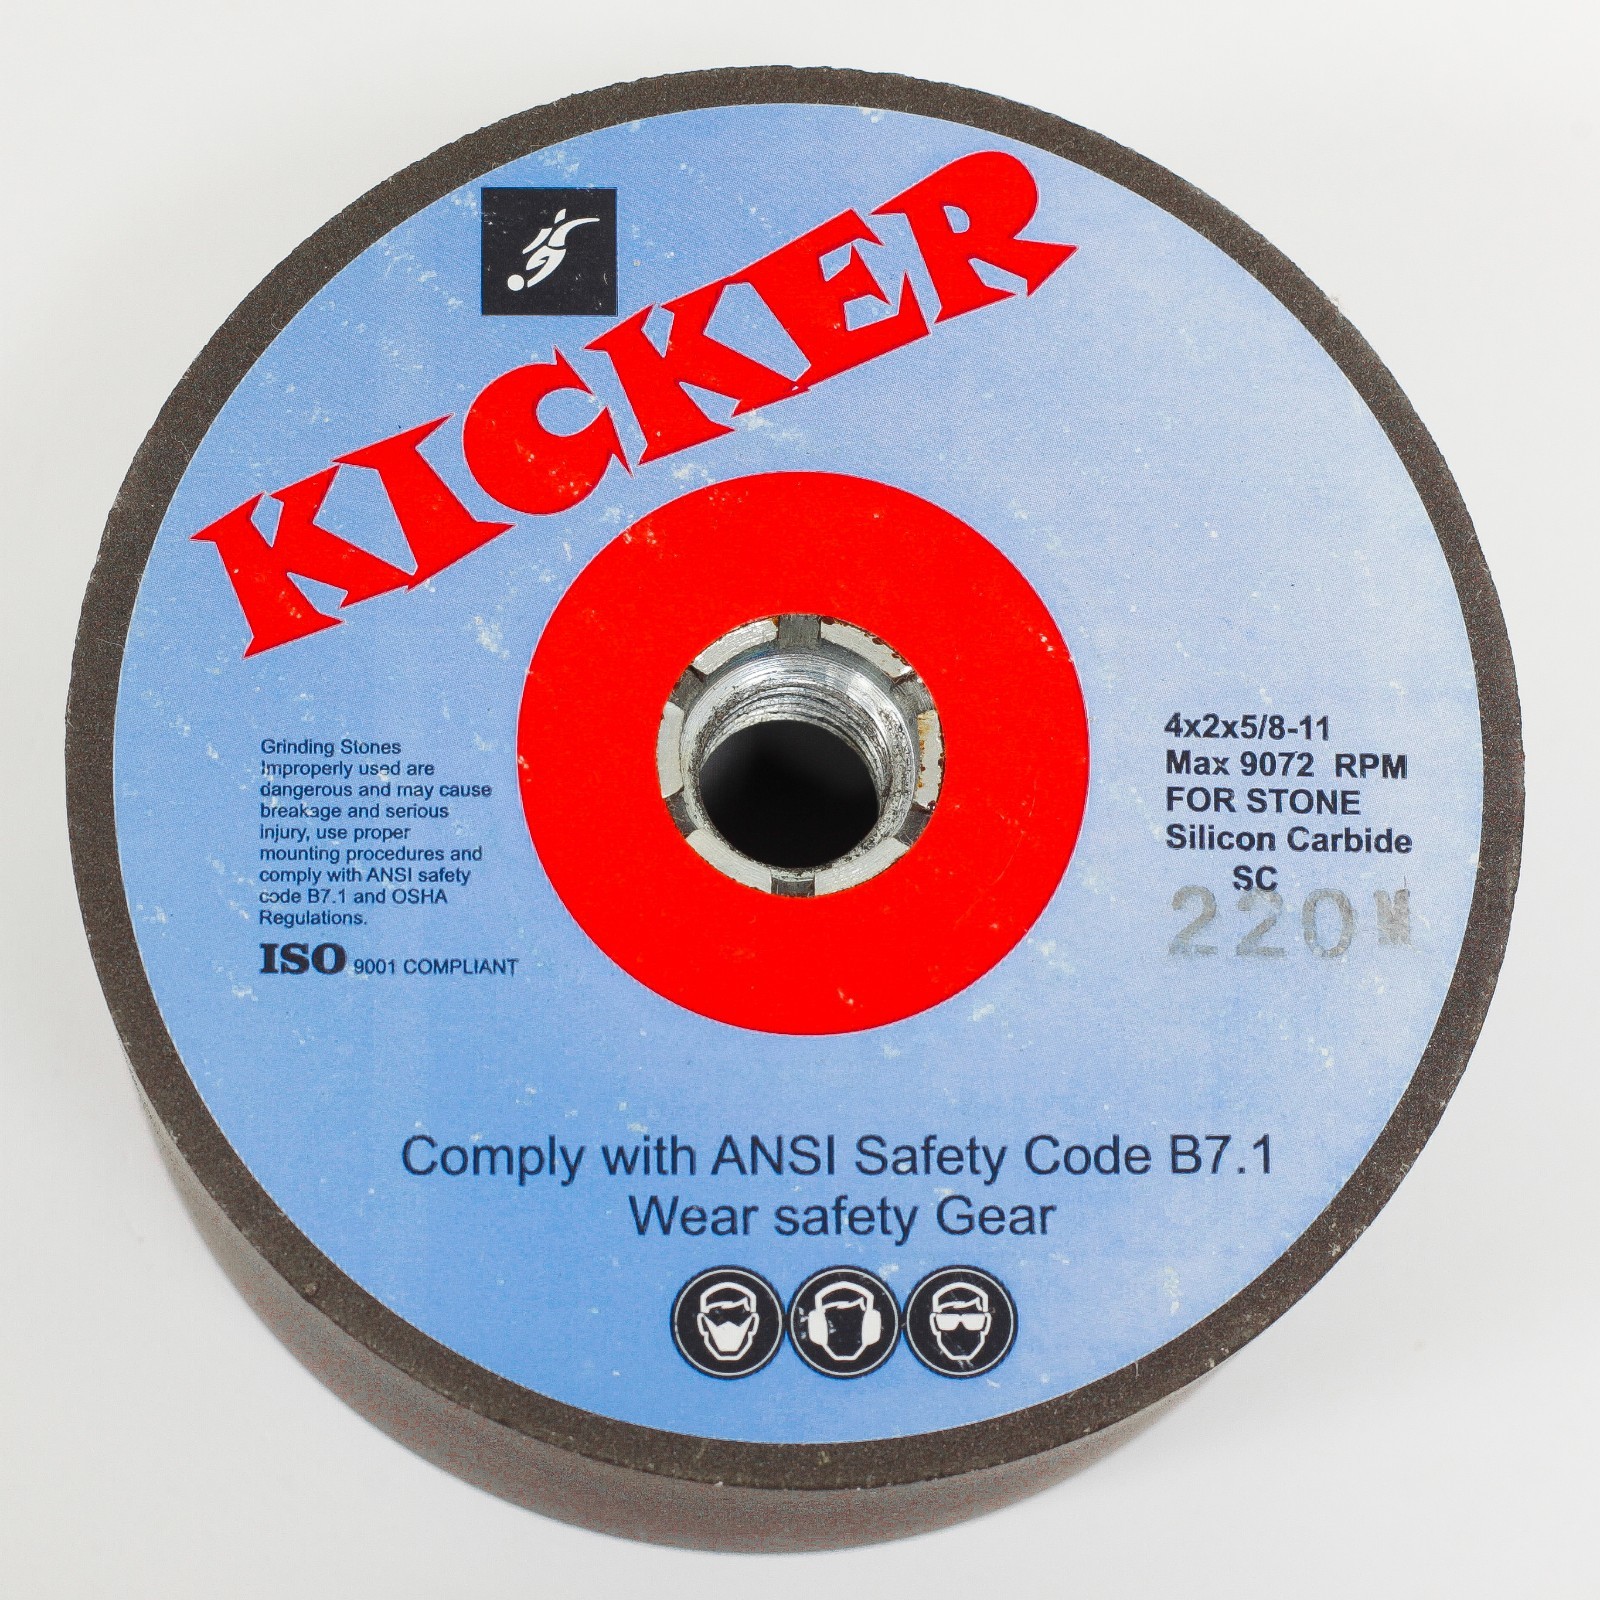 KICKER
Grinding Stones
Improperly used are
dangerous and may cause
breakage and serious
injury, use proper
mounting procedures and
comply with ANSI safety
code B7.1 and OSHA
Regulations.
ISO 9001 COMPLIANT
4x2x5/8-11
Max 9072 RPM
FOR STONE
Silicon Carbide
SC
220M
Comply with ANSI Safety Code B7.1
Wear safety Gear